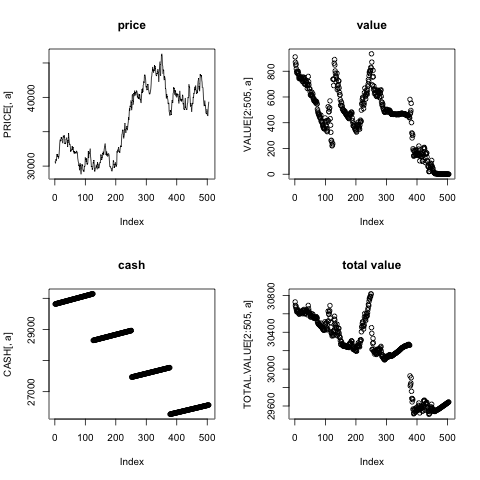 price
PRICE[, a]
30000 40000
0 100 200 300 400 500
Index
value
VALUE[2:505, a]
0 200 400 600 800
0 100 200 300 400 500
Index
cash
CASH[, a]
27000 29000
0 100 200 300 400 500
Index
total value
TOTAL.VALUE[2:505, a]
29600 30000 30400 30800
0 100 200 300 400 500
Index